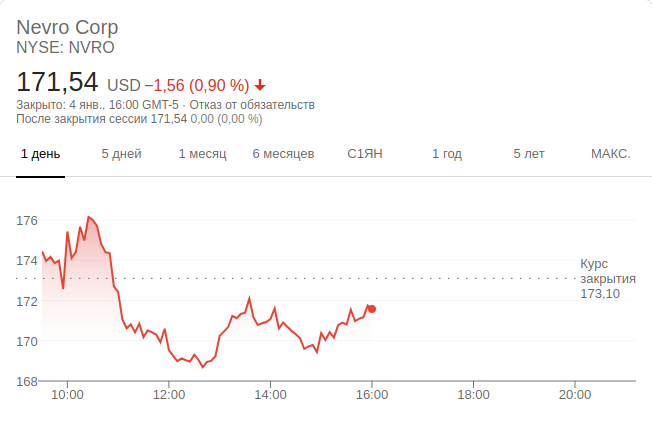 Nevro Corp
NYSE: NVRO
171,54 USD −1,56 (0,90 %)
Закрыто: 4 янв., 16:00 GMT-5 · Отказ от обязательств
После закрытия сессии 171,54 0,00 (0,00 %)
1 день 5 дней 1 месяц 6 месяцев С1ЯН 1 год 5 лет МАКС.
176
174
172
170
168
Курс
закрытия
173,10
10:00 12:00 14:00 16:00 18:00 20:00